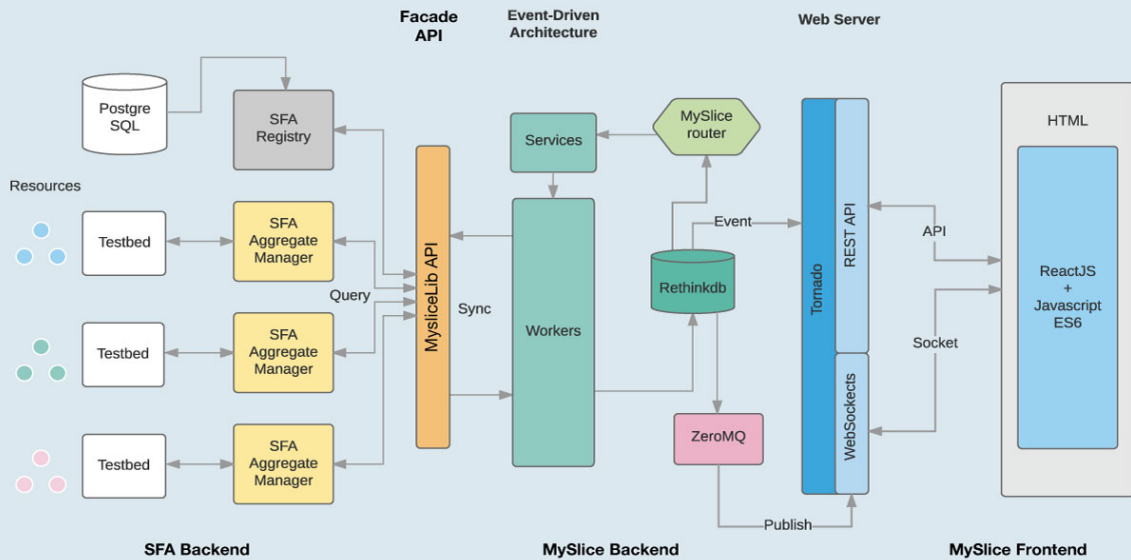 Facade
API
Event-Driven
Architecture
Web Server
Postgre
SQL
SFA
Registry
Services
MySlice
router
HTML
Resources
Testbed
SFA
Aggregate
Manager
Query
MysliceLib API
Sync
Workers
Event
Rethinkdb
Tornado
REST API
API
ReactJS
+
Javascript
ES6
Testbed
SFA
Aggregate
Manager
Socket
ZeroMQ
WebSockects
Testbed
SFA
Aggregate
Manager
Publish
SFA Backend
MySlice Backend
MySlice Frontend